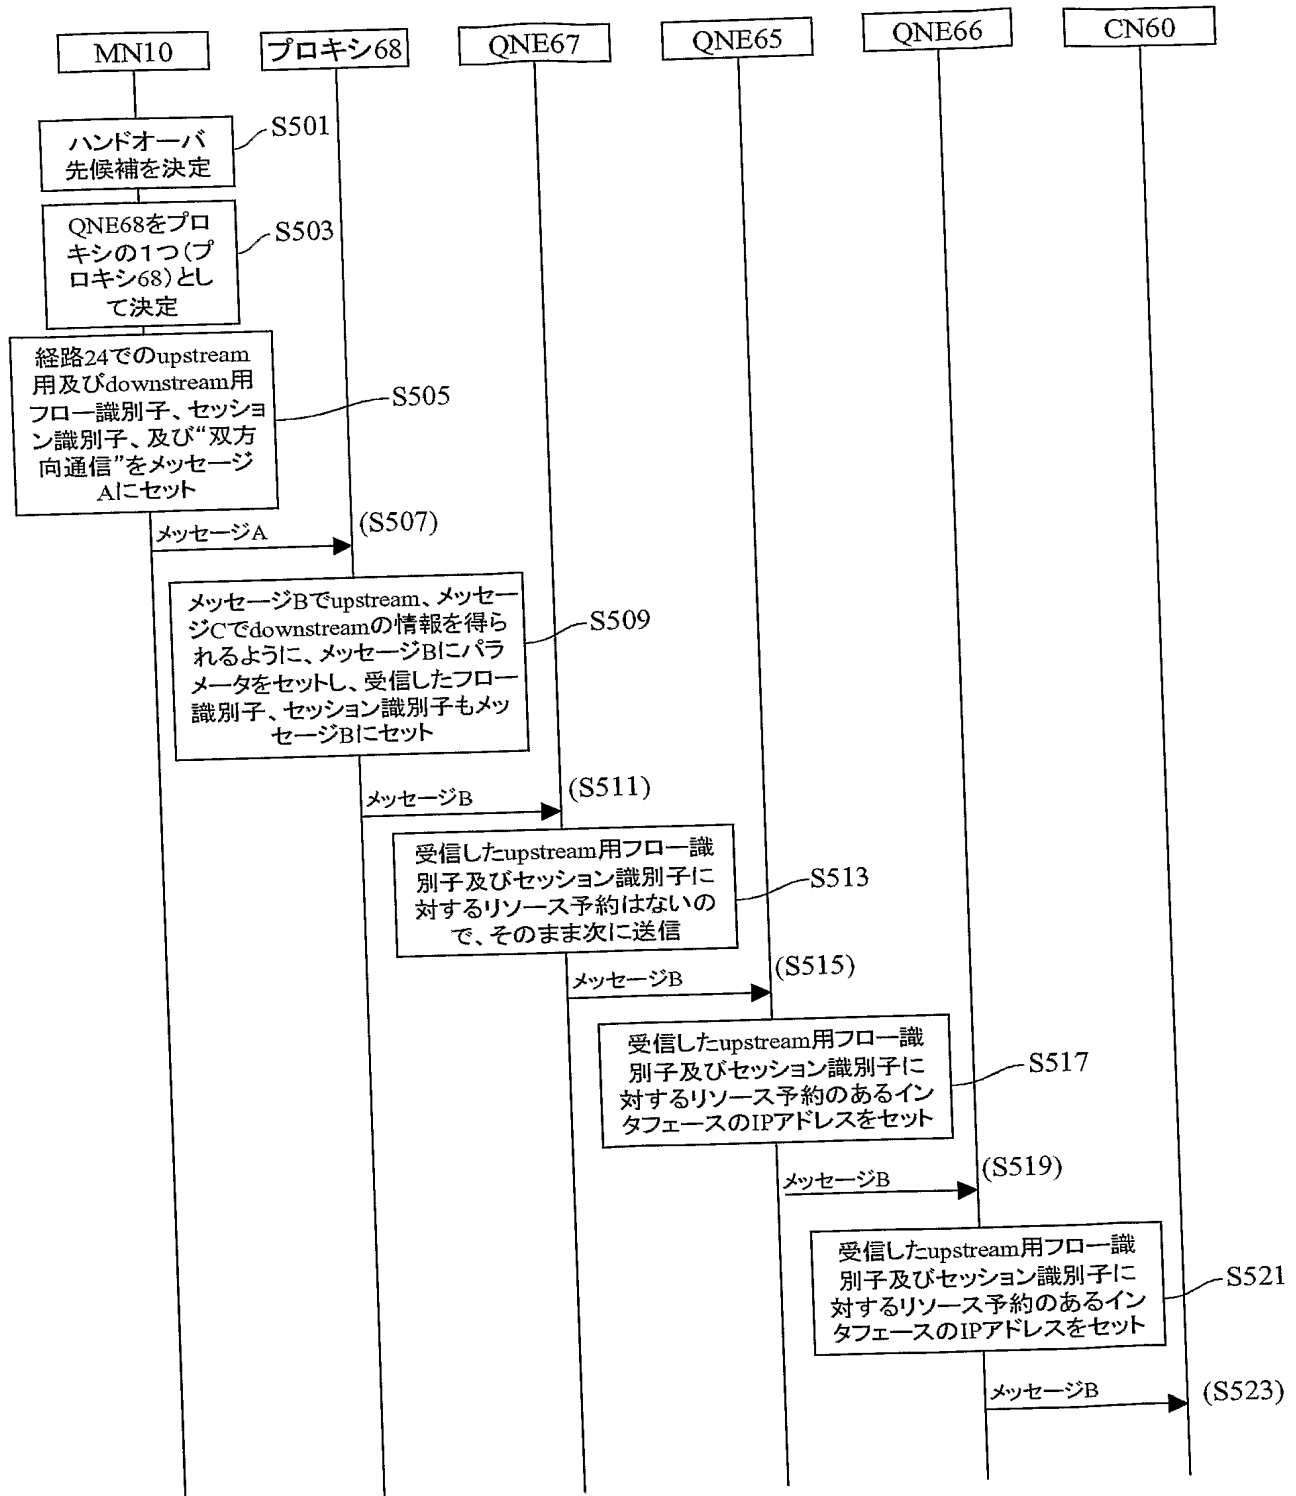 MN10
プロキシ68
QNE67
QNE65
QNE66
CN60
ハンドオーバ
先候補を決定
S501
QNE68をプロ
キシの1つ(プ
ロキシ68)とし
て決定
S503
経路24でのupstream
用及びdownstream用
フロー識別子、セッショ
ン識別子、及び“双方
向通信”をメッセージ
Aにセット
S505
メッセージA
(S507)
メッセージBでupstream、メッセー
ジCでdownstreamの情報を得ら
れるように、メッセージBにパラ
メータをセットし、受信したフロー
識別子、セッション識別子もメッ
セージBにセット
S509
メッセージB
(S511)
受信したupstream用フロー識
別子及びセッション識別子に
対するリソース予約はないの
で、そのまま次に送信
S513
メッセージB
(S515)
受信したupstream用フロー識
別子及びセッション識別子に
対するリソース予約のあるイン
タフェースのIPアドレスをセット
S517
メッセージB
(S519)
受信したupstream用フロー識
別子及びセッション識別子に
対するリソース予約のあるイン
タフェースのIPアドレスをセット
S521
メッセージB
(S523)